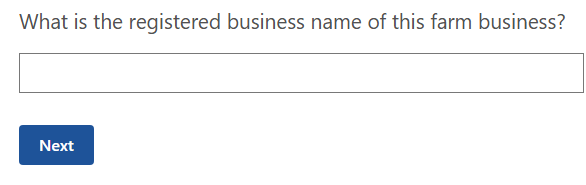 What is the registered business name of this farm business?
Next